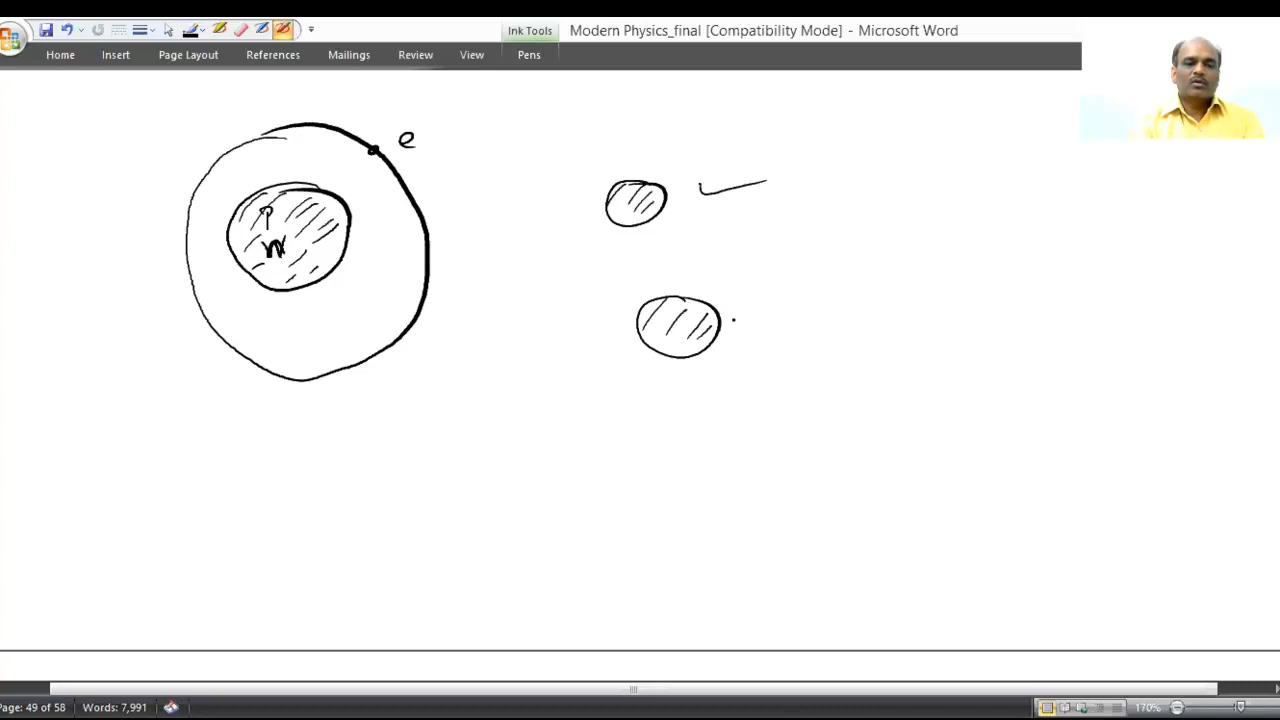 Ink Tools
Modern Physics_final [Compatibility Mode] - Microsoft Word
Home Insert Page Layout References Mailings Review View Pens
e
P
n
Page: 49 of 58 Words: 7,991 170%